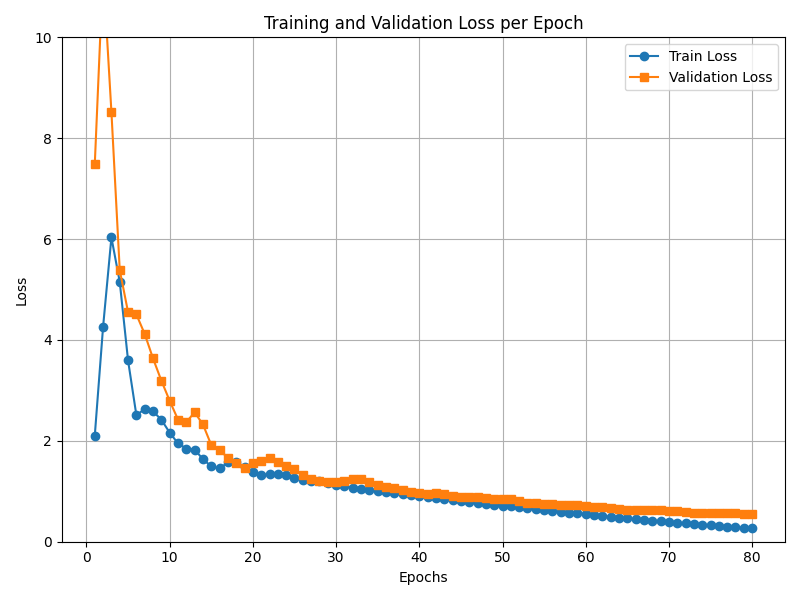 Training and Validation Loss per Epoch
Train Loss
Validation Loss
Loss
10
8
6
4
2
0
0 10 20 30 40 50 60 70 80
Epochs